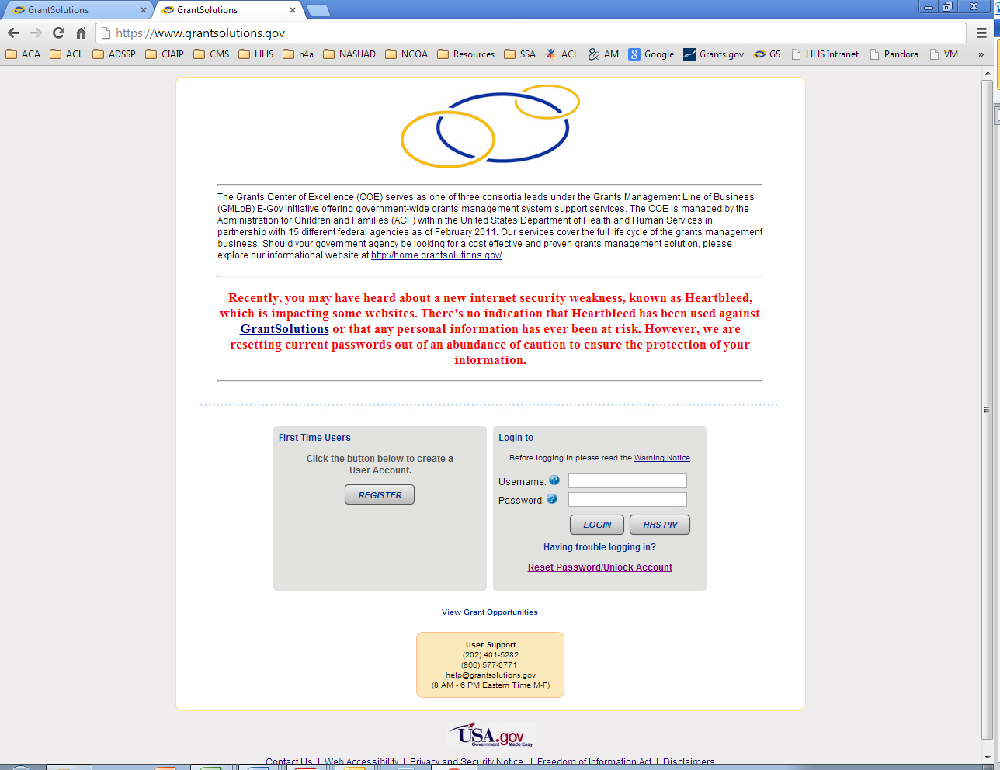 GrantSolutions
GrantSolutions
https://www.grantsolutions.gov
ACA ACL ADSSP CIAIP CMS HHS n4a NASUAD NCOA Resources SSA ACL AM Google Grants.gov GS HHS Intranet Pandora VM »
The Grants Center of Excellence (COE) serves as one of three consortia leads under the Grants Management Line of Business
(GMLoB) E-Gov initiative offering government-wide grants management system support services. The COE is managed by the
Administration for Children and Families (ACF) within the United States Department of Health and Human Services in
partnership with 15 different federal agencies as of February 2011. Our services cover the full life cycle of the grants management
business. Should your government agency be looking for a cost effective and proven grants management solution, please
explore our informational website at http://home.grantsolutions.gov/.
Recently, you may have heard about a new internet security weakness, known as Heartbleed,
which is impacting some websites. There's no indication that Heartbleed has been used against
GrantSolutions or that any personal information has ever been at risk. However, we are
resetting current passwords out of an abundance of caution to ensure the protection of your
information.
First Time Users
Click the button below to create a
User Account.
REGISTER
Login to
Before logging in please read the Warning Notice
Username:
Password:
LOGIN HHS PIV
Having trouble logging in?
Reset Password/Unlock Account
View Grant Opportunities
User Support
(202) 401-5282
(866) 577-0771
help@grantsolutions.gov
(8 AM - 6 PM Eastern Time M-F)
USA.gov
Government Made Easy
Contact Us | Web Accessibility | Privacy and Security Notice | Freedom of Information Act | Disclaimers